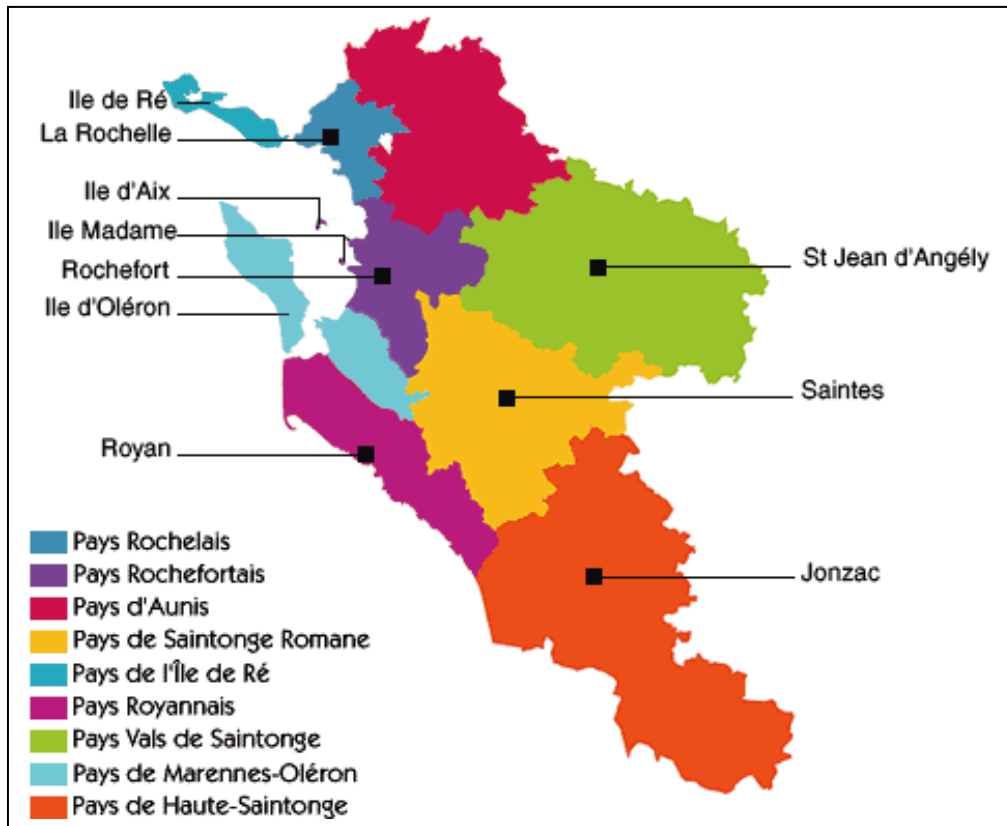 Ile de Ré
La Rochelle
Ile d'Aix
Ile Madame
Rochefort
Ile d'Oléron
Royan
St Jean d'Angély
Saintes
Jonzac
Pays Rochelais
Pays Rochefortais
Pays d'Aunis
Pays de Saintonge Romane
Pays de l'Île de Ré
Pays Royannais
Pays Vals de Saintonge
Pays de Marennes-Oléron
Pays de Haute-Saintonge